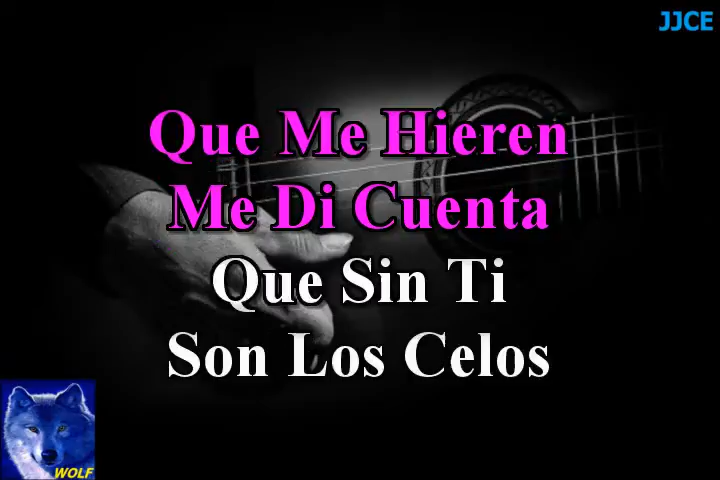 JJCE
Que Me Hieren
Me Di Cuenta
Que Sin Ti
Son Los Celos
WOLF